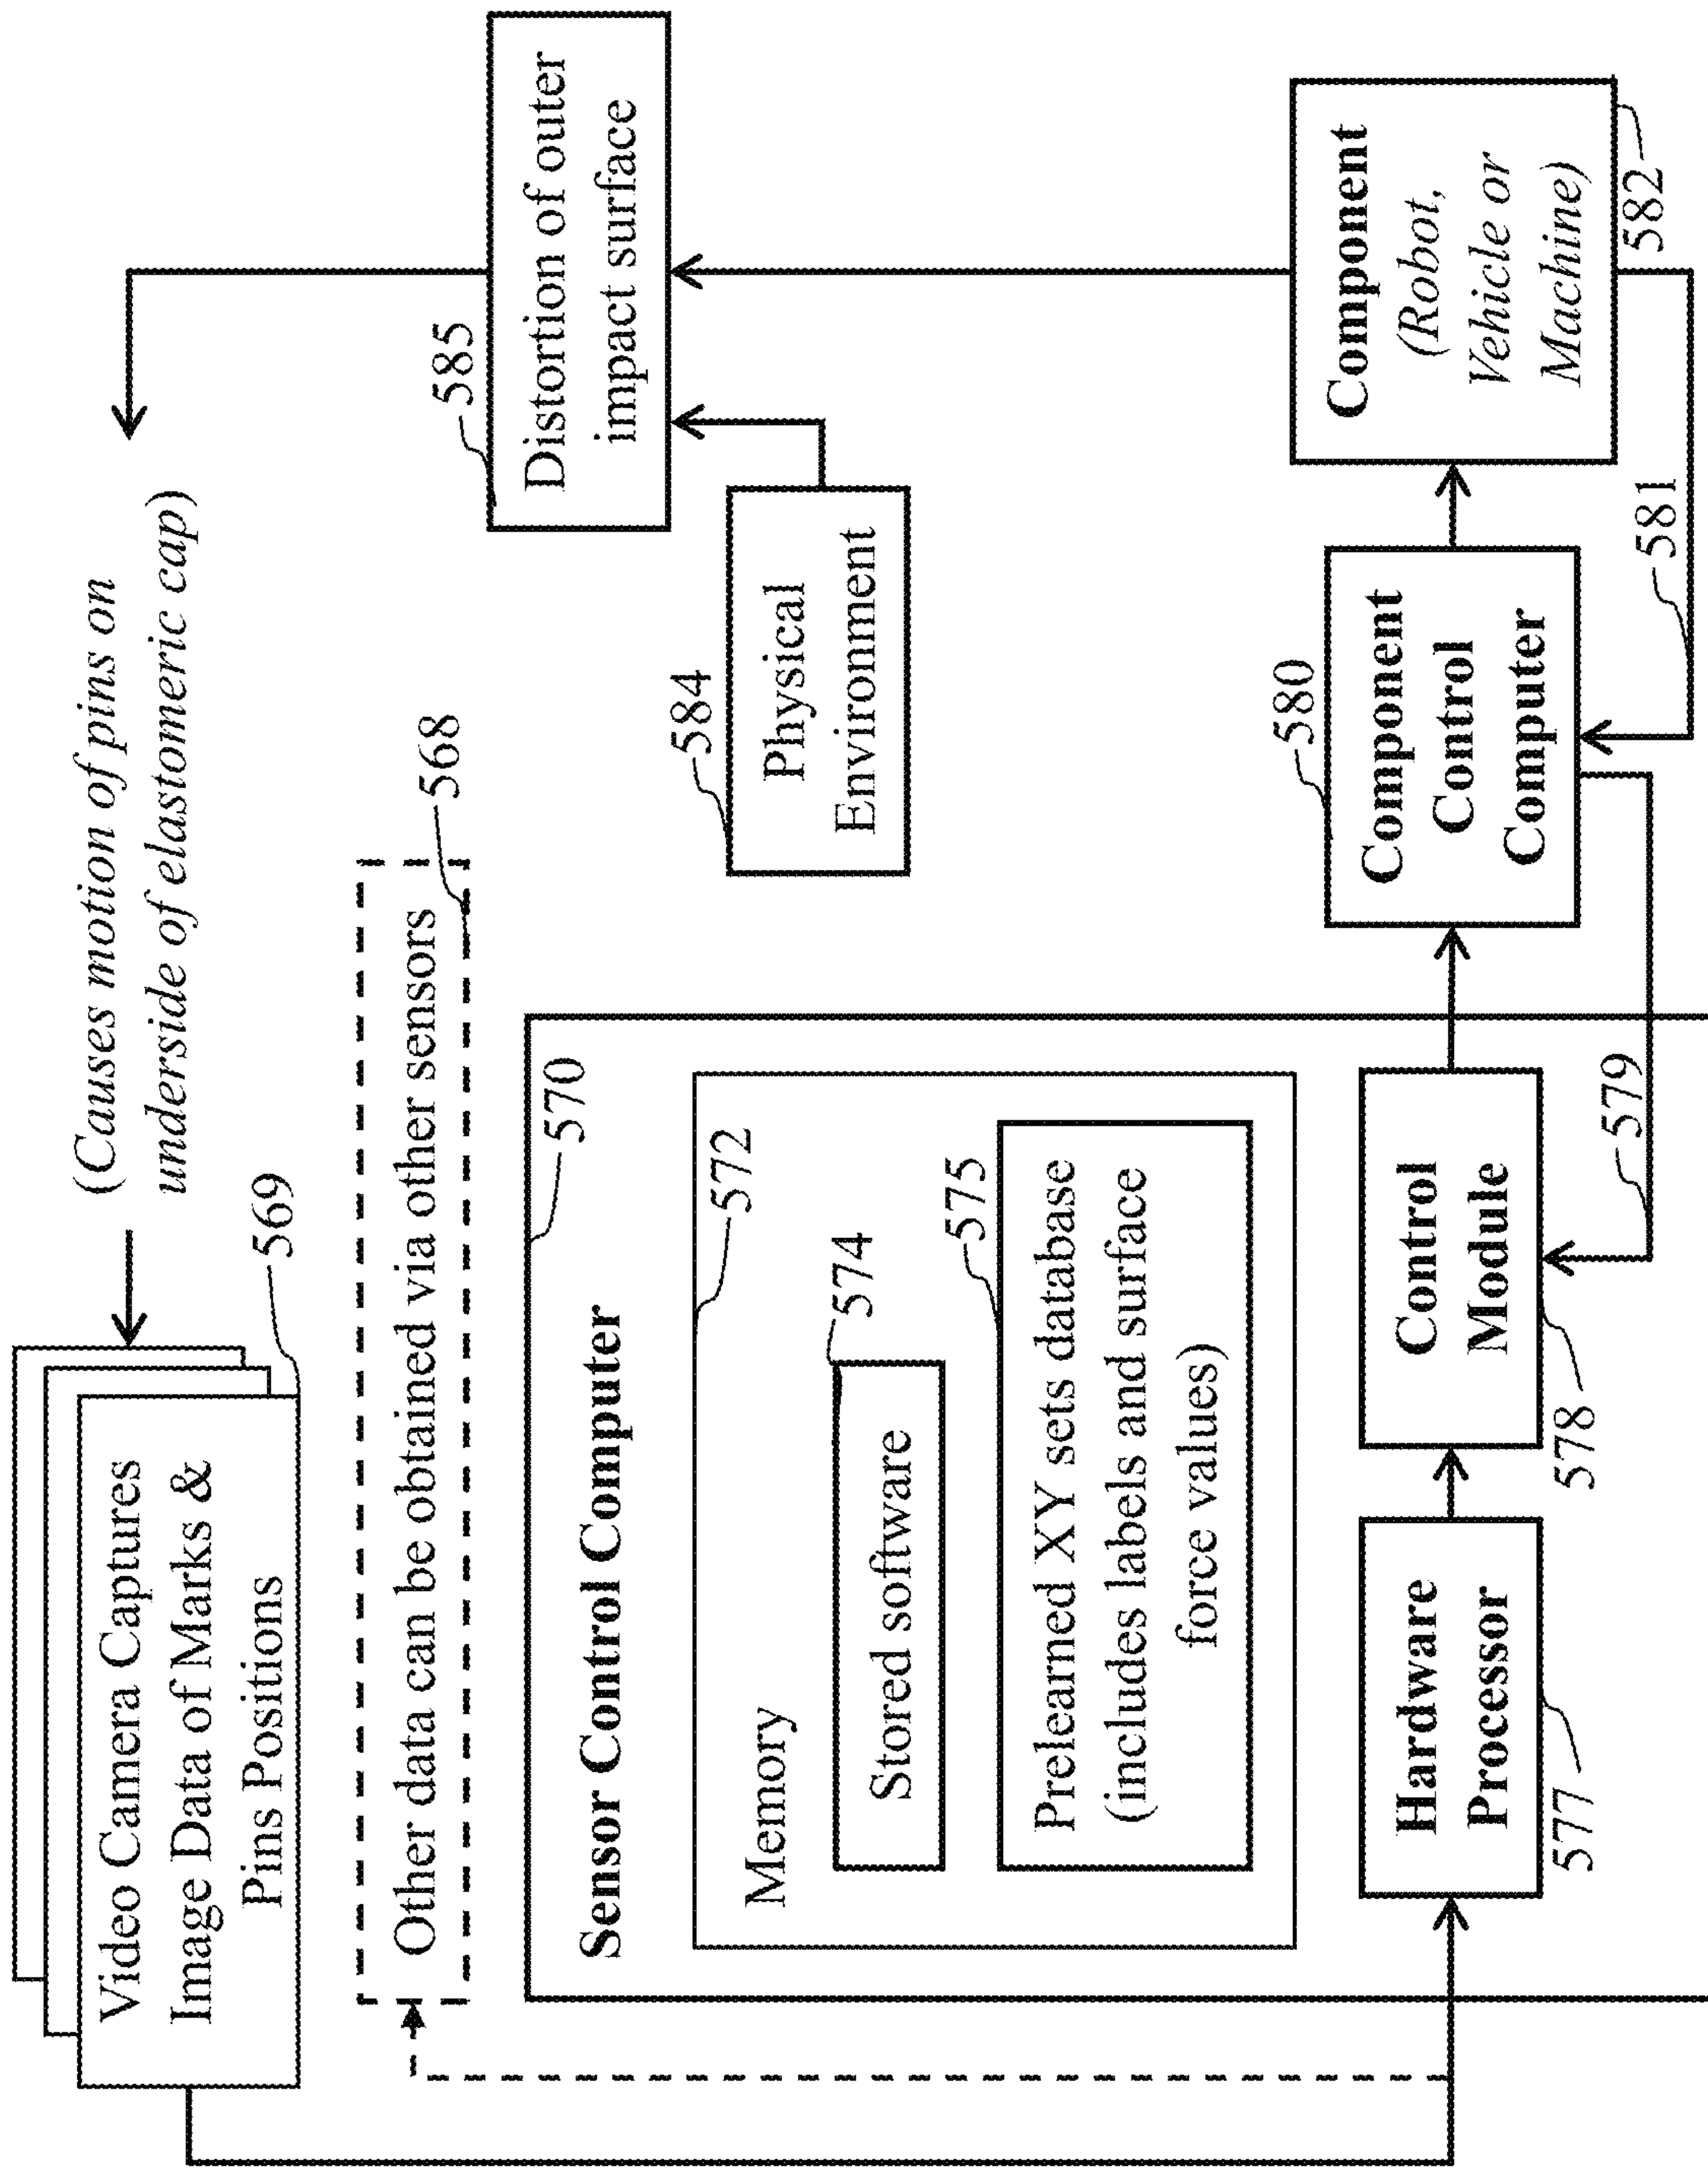 Video Camera Captures
Image Data of Marks &
Pins Positions
569
(Causes motion of pins on
underside of elastomeric cap)
585
Distortion of outer
impact surface
Other data can be obtained via other sensors
568
584
Physical
Environment
570
Sensor Control Computer
572
Memory
574
Stored software
575
Prelearned XY sets database
(includes labels and surface
force values)
Hardware
Processor
577
Control
Module
578
579
580
Component
Control
Computer
581
Component
(Robot,
Vehicle or
Machine)
582